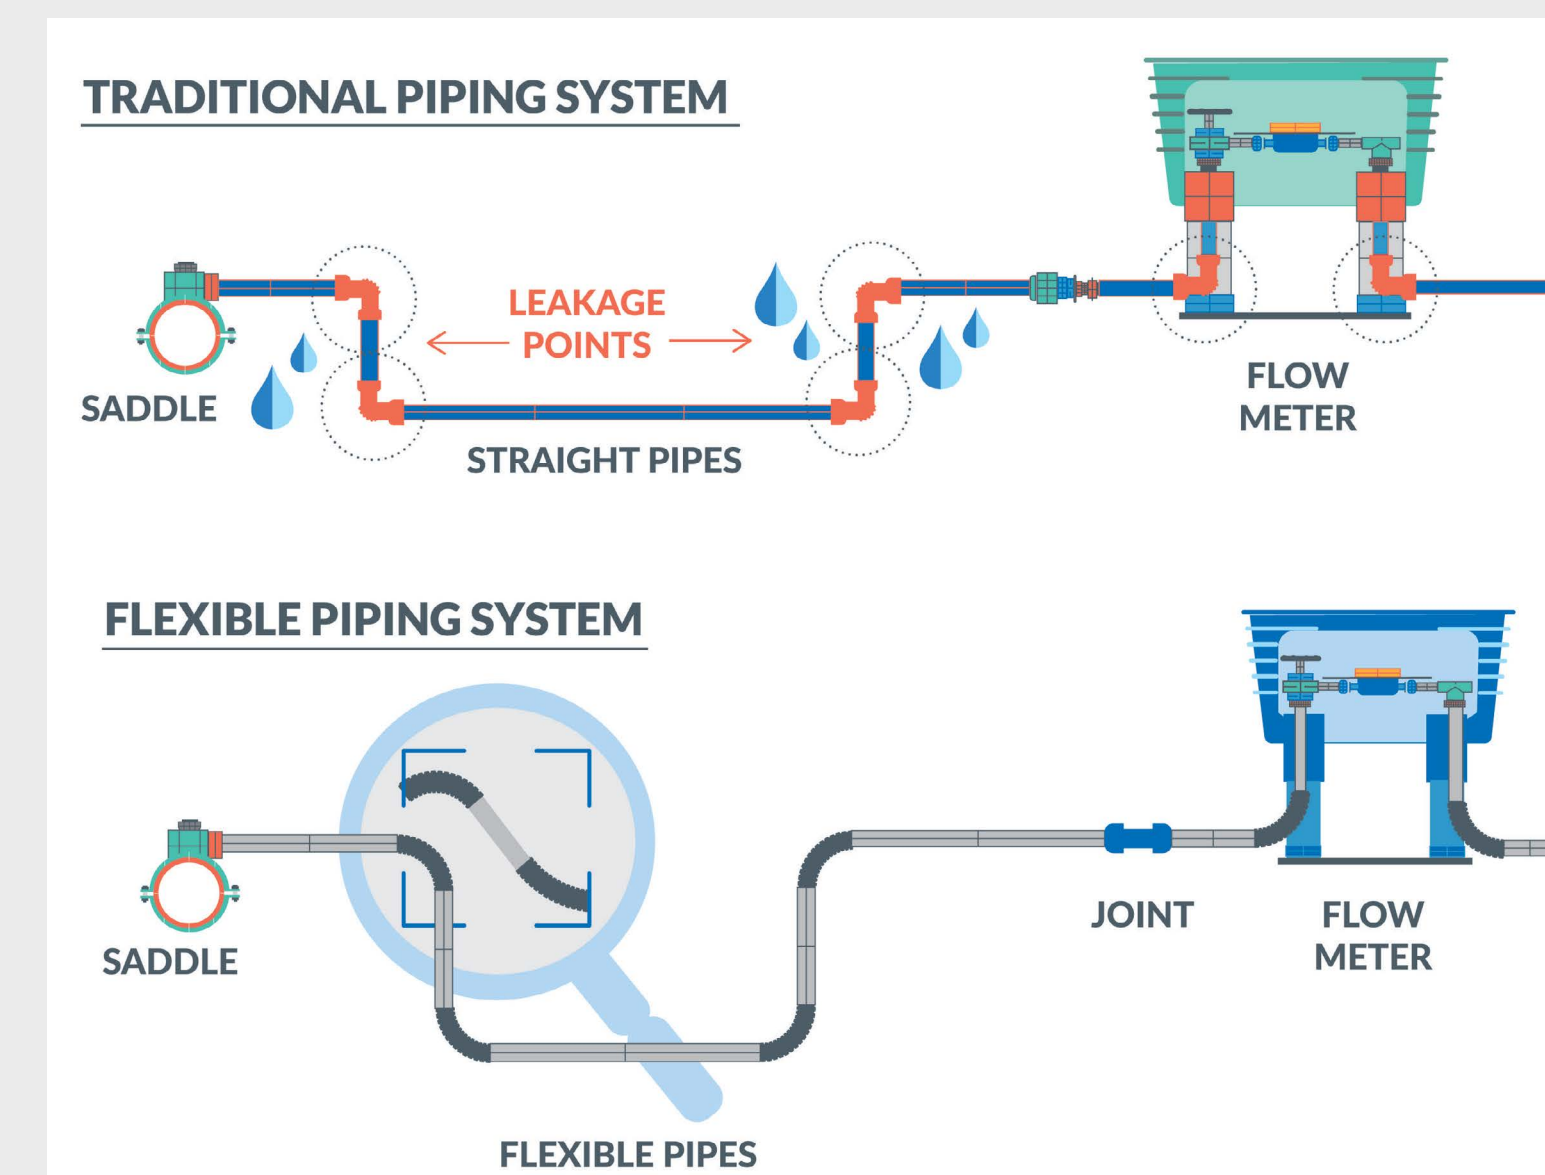 TRADITIONAL PIPING SYSTEM
LEAKAGE
POINTS
SADDLE
STRAIGHT PIPES
FLOW
METER
FLEXIBLE PIPING SYSTEM
SADDLE
JOINT
FLOW
METER
FLEXIBLE PIPES